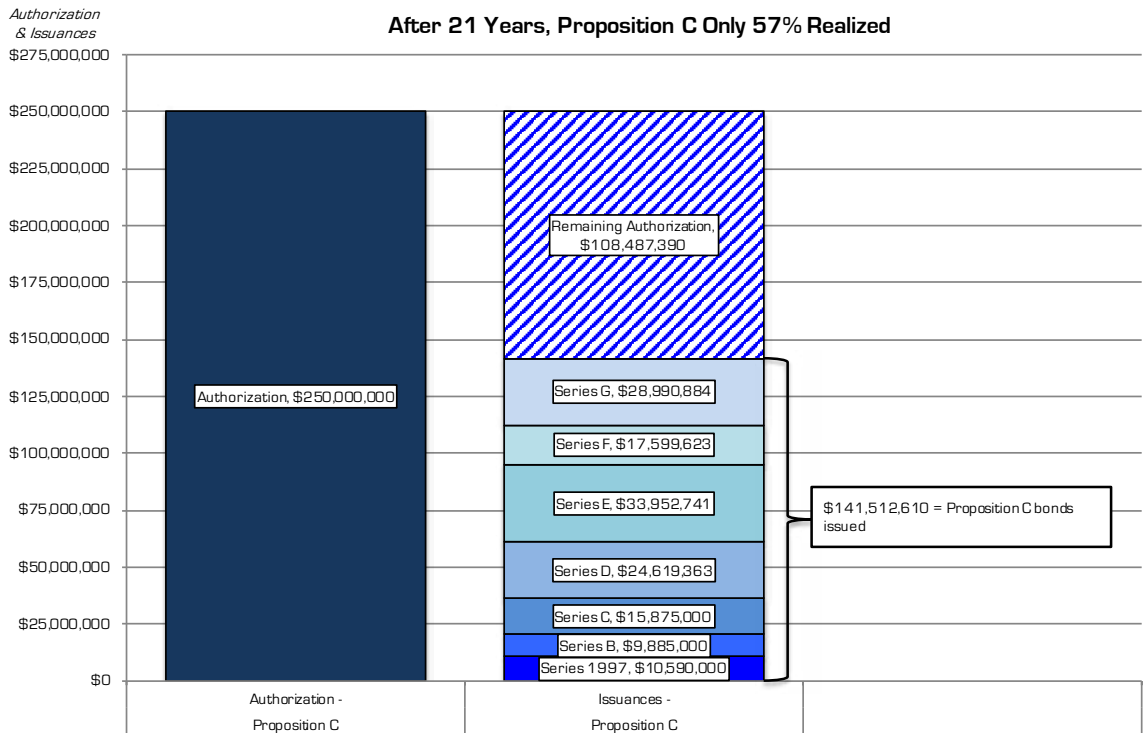 Authorization
& Issuances
After 21 Years, Proposition C Only 57% Realized
$275,000,000
$250,000,000
$225,000,000
$200,000,000
$175,000,000
$150,000,000
$125,000,000
$100,000,000
$75,000,000
$50,000,000
$25,000,000
$0
Authorization, $250,000,000
Remaining Authorization,
$108,487,390
Series G, $28,990,884
Series F, $17,599,623
Series E, $33,952,741
Series D, $24,619,363
Series C, $15,875,000
Series B, $9,885,000
Series 1997, $10,590,000
$141,512,610 = Proposition C bonds
issued
Authorization -
Proposition C
Issuances -
Proposition C